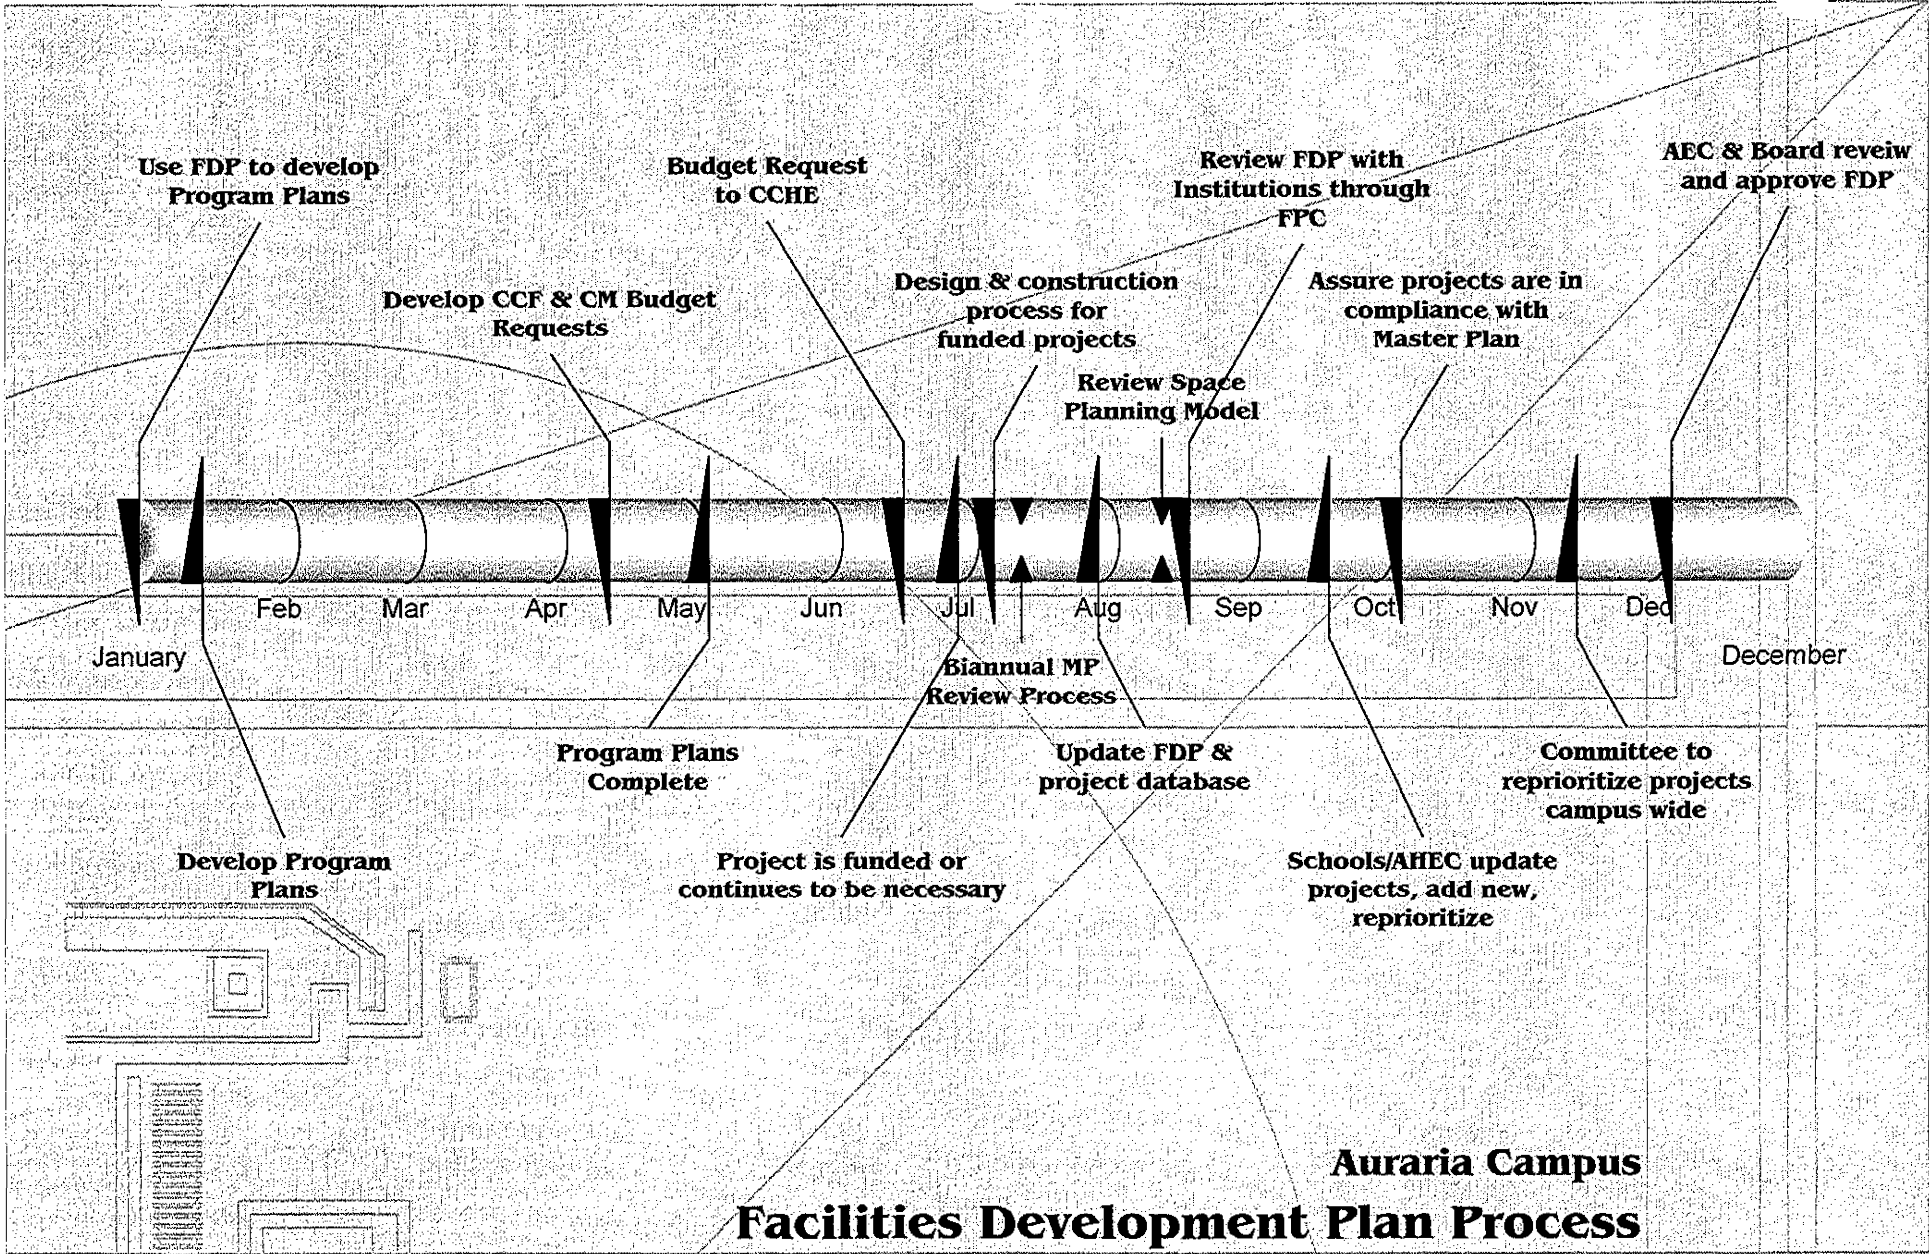 Use FDP to develop
Program Plans
Budget Request
to CCHE
Review FDP with
Institutions through
FPC
AEC & Board reveiw
and approve FDP
Develop CCF & CM Budget
Requests
Design & construction
process for
funded projects
Assure projects are in
compliance with
Master Plan
Review Space
Planning Model
Feb
Mar
Apr
May
Jun
Jul
Aug
Sep
Oct
Nov
Dec
January
December
Biannual MP
Review Process
Program Plans
Complete
Update FDP &
project database
Committee to
reprioritize projects
campus wide
Develop Program
Plans
Project is funded or
continues to be necessary
Schools/AHEC update
projects, add new,
reprioritize
Auraria Campus
Facilities Development Plan Process